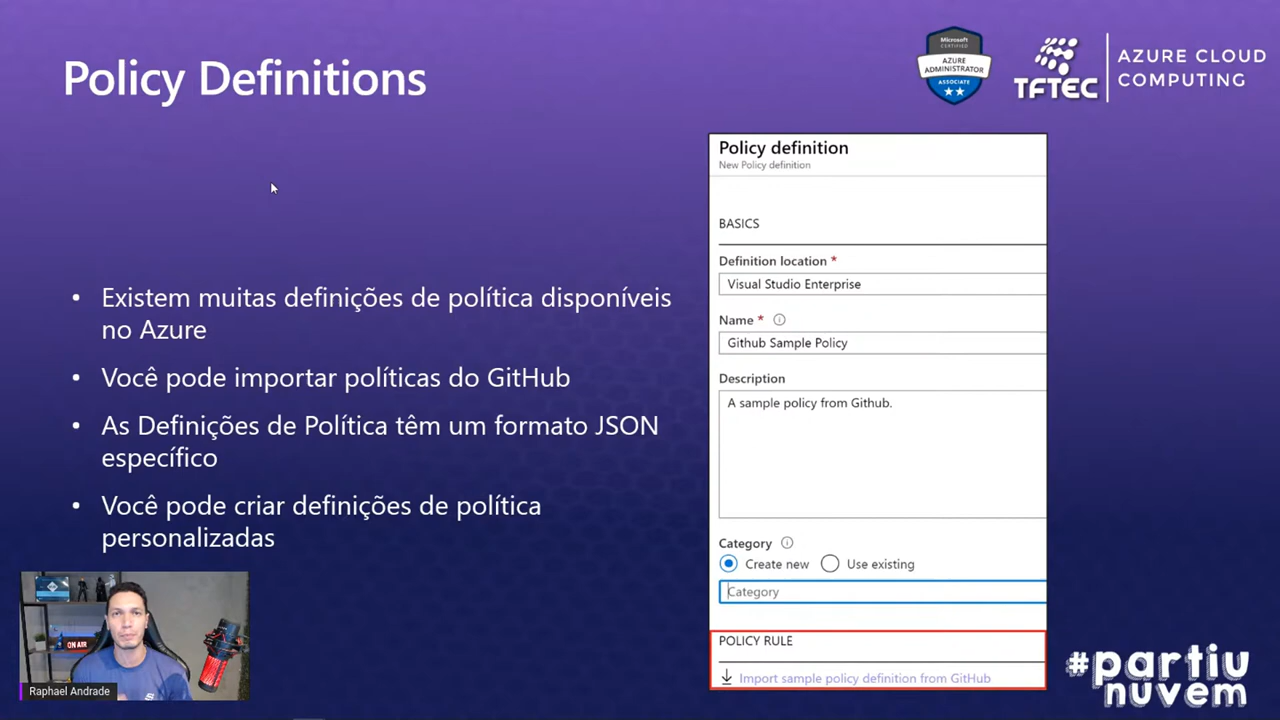 Policy Definitions
Microsoft
CERTIFIED
AZURE
ADMINISTRATOR
ASSOCIATE
TFTEC
AZURE CLOUD
COMPUTING
Existem muitas definições de política disponíveis
no Azure
Você pode importar políticas do GitHub
As Definições de Política têm um formato JSON
específico
Você pode criar definições de política
personalizadas
Policy definition
New Policy definition
BASICS
Definition location *
Visual Studio Enterprise
Name *
Github Sample Policy
Description
A sample policy from Github.
Category
Create new
Use existing
Category
POLICY RULE
Import sample policy definition from GitHub
ON AIR
Raphael Andrade
#partiu
nuvem